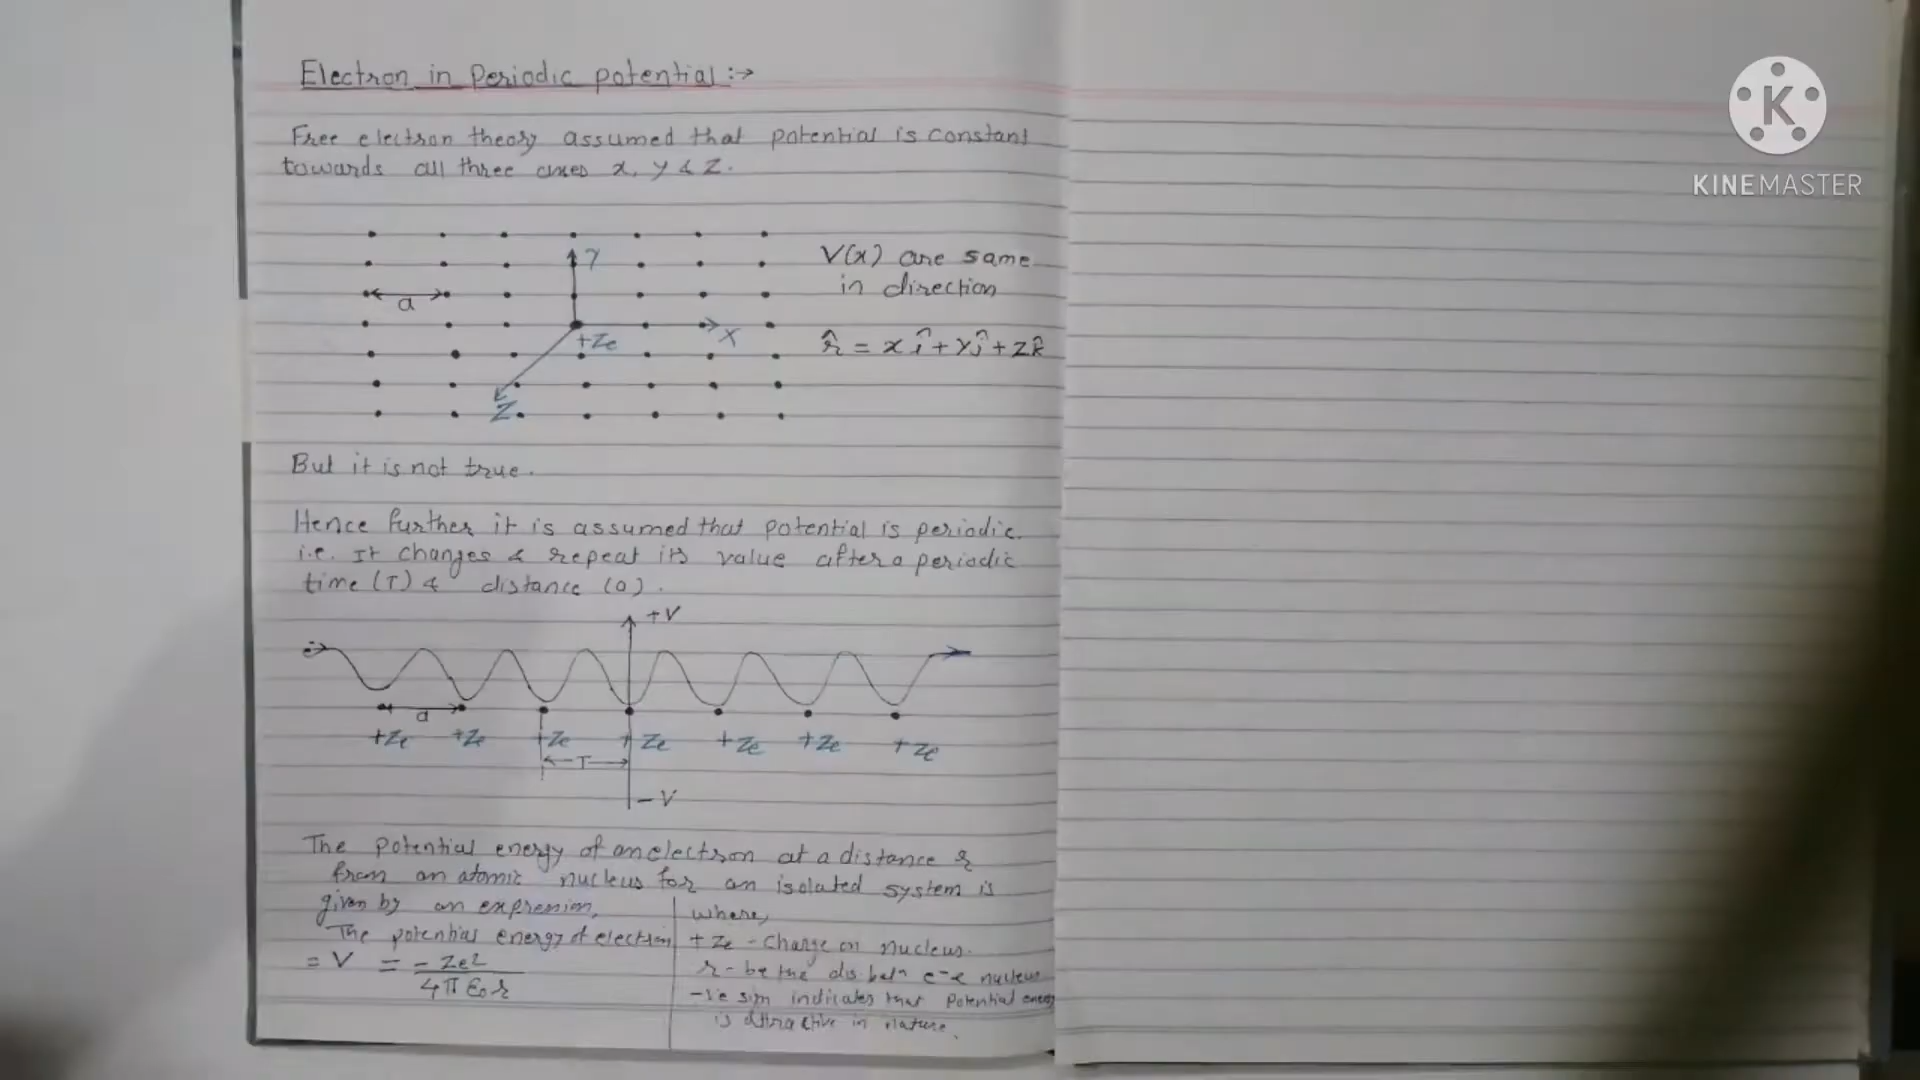 Electron in Periodic potential :→
Free electron theory assumed that potential is constant
towards all three axes x, y & z.
Y
a
X
+Ze
Z
V(x) are same
in direction
r̂ = x î + y ĵ + z k̂
But it is not true.
Hence further it is assumed that potential is periodic.
i.e. It changes & repeat its value after a periodic
time (T) & distance (a).
+V
e⁻
a
+Ze +Ze +Ze +Ze +Ze +Ze +Ze
T
-V
The potential energy of an electron at a distance r
from an atomic nucleus for an isolated system is
given by an expression,
The potential energy of electron
= V = -Ze²
4π ε₀ r
where,
+Ze - Charge on nucleus.
r - be the dis. betⁿ e⁻ & nucleus
-ve sign indicates that Potential energy
is attractive in nature.
K
KINEMASTER